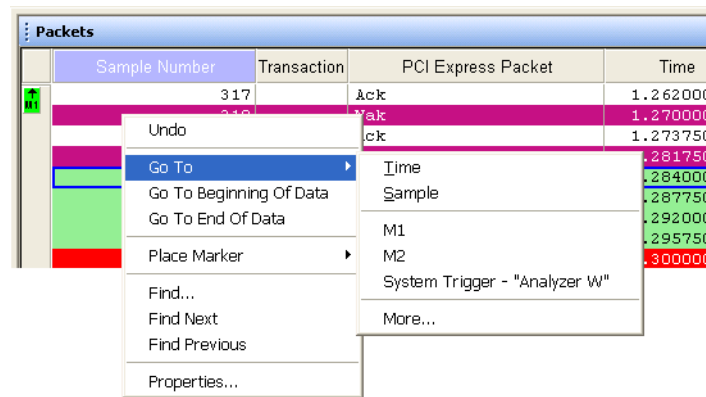 Packets
Sample Number Transaction PCI Express Packet Time
M1 317 Ack 1.262000
Nak 1.270000
ck 1.273750
Undo
.281750
Go To Time .284000
Go To Beginning Of Data Sample .287750
Go To End Of Data .292000
M1 .295750
Place Marker M2 .300000
System Trigger - "Analyzer W"
Find...
Find Next More...
Find Previous
Properties...